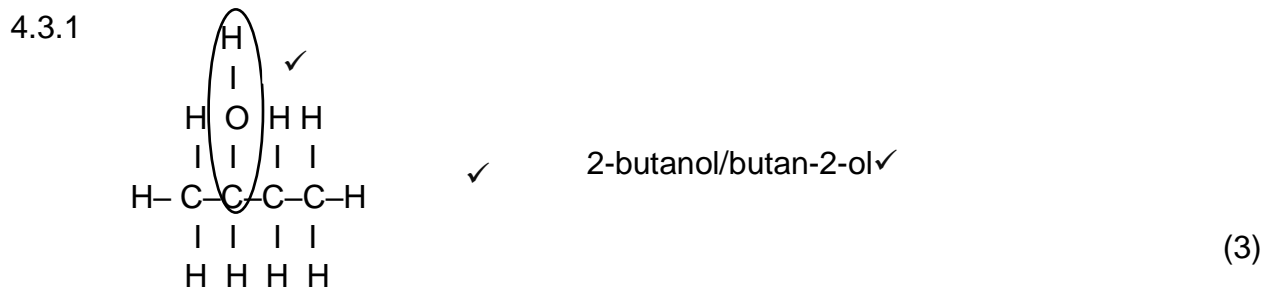 4.3.1
H
I ✓
H O H H
I I I I
H– C–C–C–C–H ✓ 2-butanol/butan-2-ol✓
I I I I
H H H H (3)